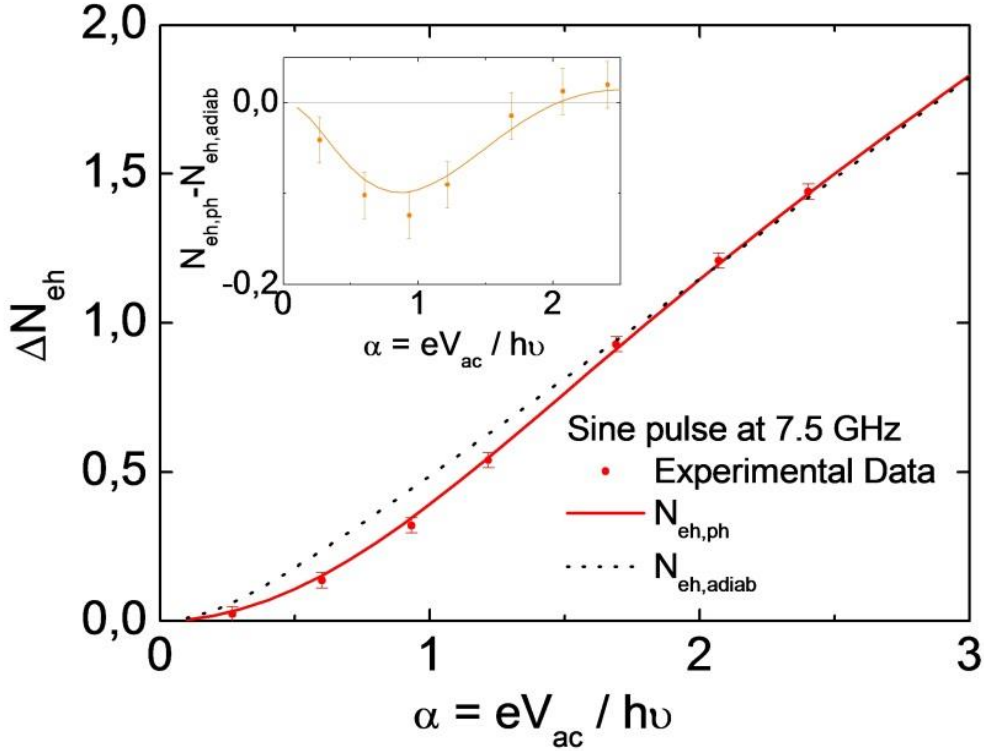 2,0
1,5
1,0
0,5
0,0
ΔN_eh
0 1 2 3
α = eV_ac / hυ
0,0
-0,2
N_eh,ph-N_eh,adiab
0 1 2
α = eV_ac / hυ
Sine pulse at 7.5 GHz
Experimental Data
N_eh,ph
N_eh,adiab